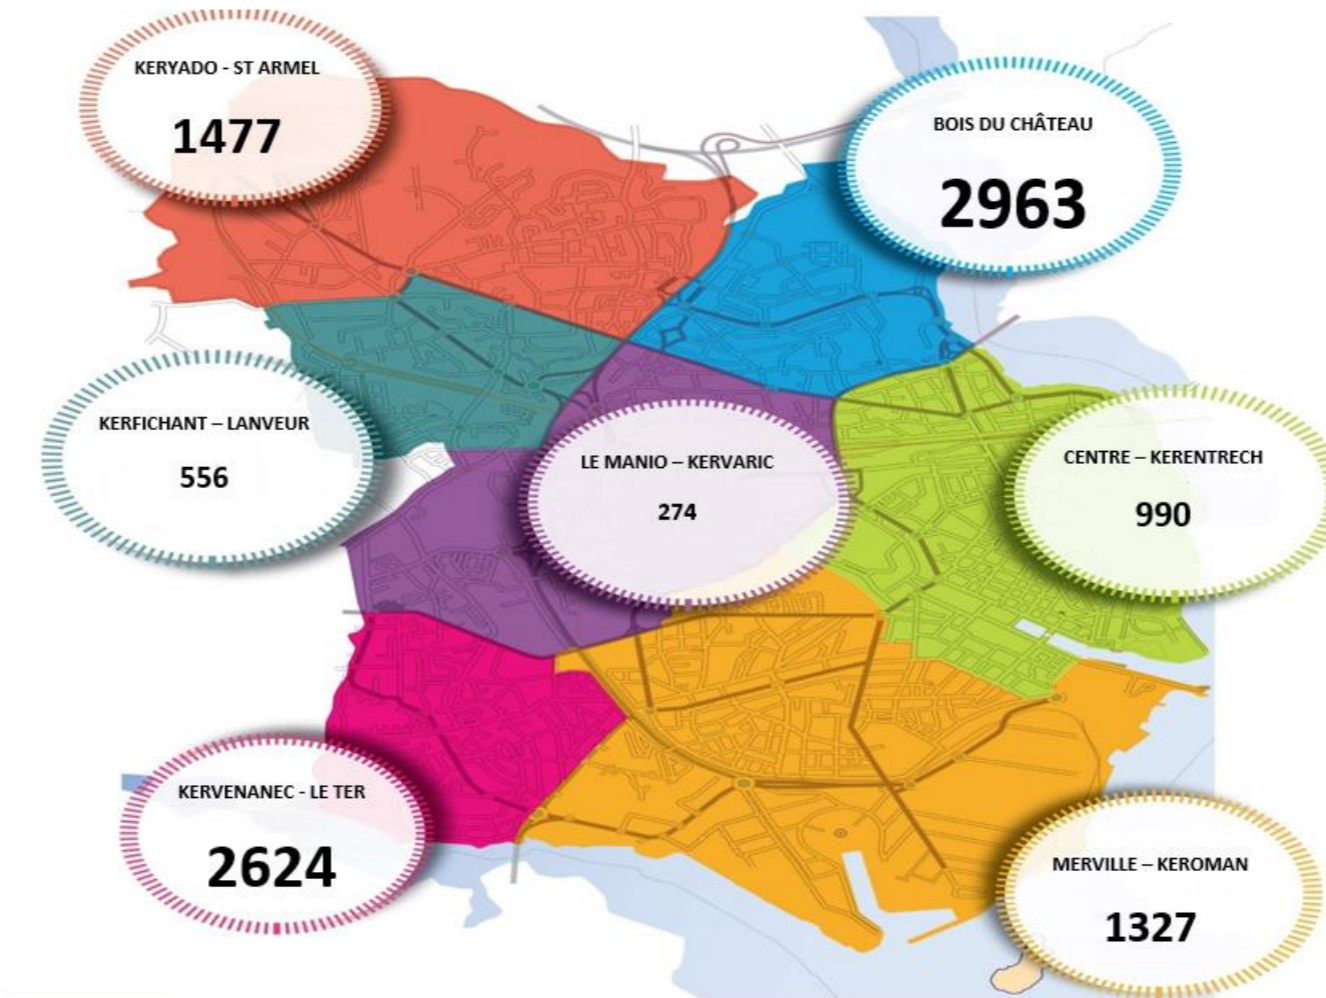 KERYADO - ST ARMEL
1477
BOIS DU CHÂTEAU
2963
KERFICHANT – LANVEUR
556
LE MANIO – KERVARIC
274
CENTRE – KERENTRECH
990
KERVENANEC - LE TER
2624
MERVILLE – KEROMAN
1327